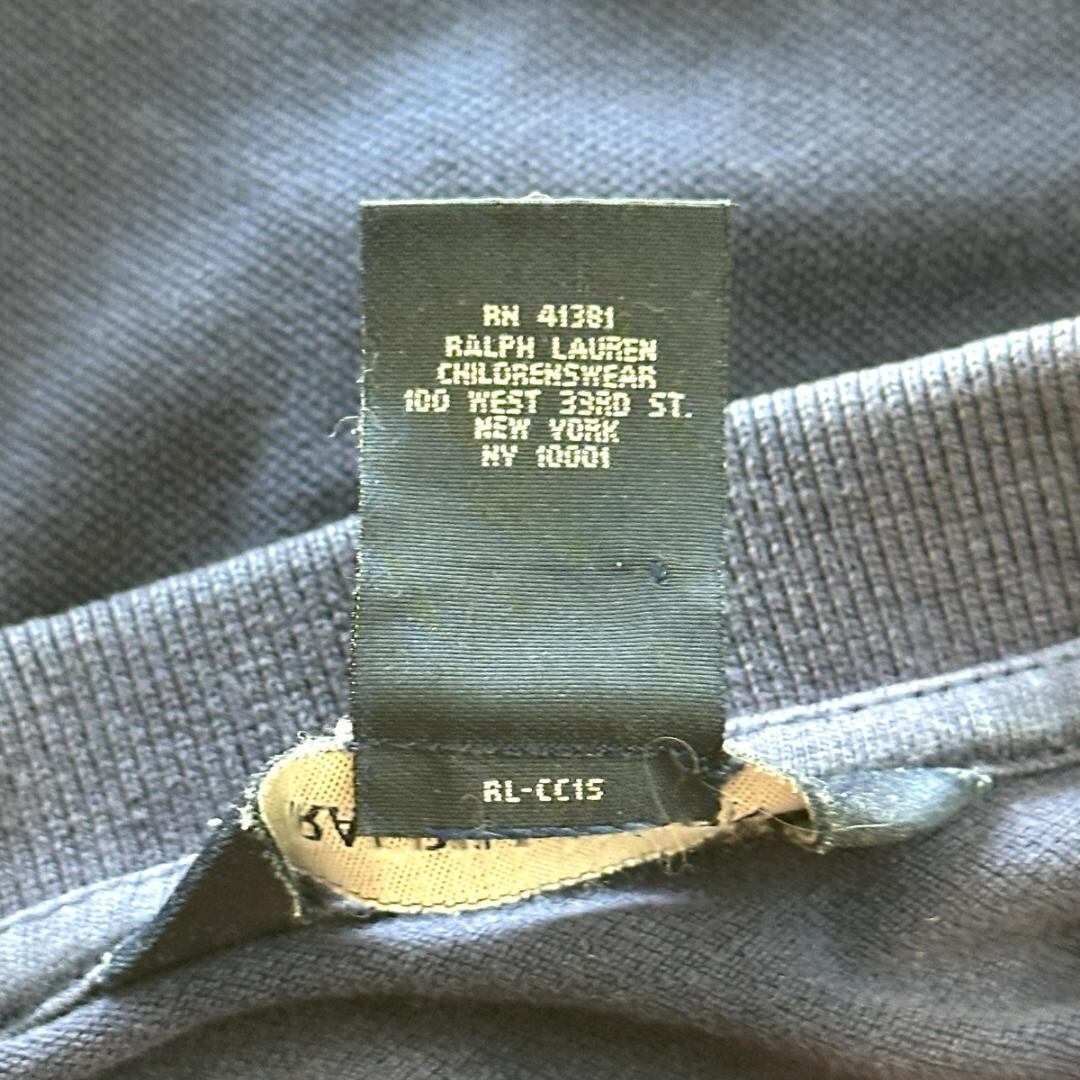 RN 41381
RALPH LAUREN
CHILDRENSWEAR
100 WEST 33RD ST.
NEW YORK
NY 10001
RL-CC15